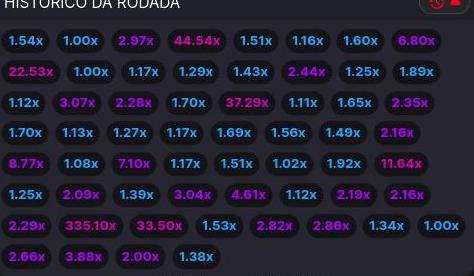 HISTÓRICO DA RODADA
1.54x 1.00x 2.97x 44.54x 1.51x 1.16x 1.60x 6.80x
22.53x 1.00x 1.17x 1.29x 1.43x 2.44x 1.25x 1.89x
1.12x 3.07x 2.28x 1.70x 37.29x 1.11x 1.65x 2.35x
1.70x 1.13x 1.27x 1.17x 1.69x 1.56x 1.49x 2.16x
8.77x 1.08x 7.10x 1.17x 1.51x 1.02x 1.92x 11.64x
1.25x 2.09x 1.39x 3.04x 4.61x 1.12x 2.19x 2.16x
2.29x 335.10x 33.50x 1.53x 2.82x 2.86x 1.34x 1.00x
2.66x 3.88x 2.00x 1.38x